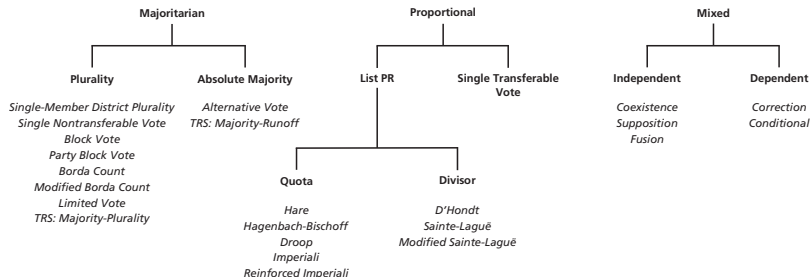 Majoritarian
Proportional
Mixed
Plurality
Absolute Majority
List PR
Single Transferable
Vote
Independent
Dependent
Single-Member District Plurality
Single Nontransferable Vote
Block Vote
Party Block Vote
Borda Count
Modified Borda Count
Limited Vote
TRS: Majority-Plurality
Alternative Vote
TRS: Majority-Runoff
Coexistence
Supposition
Fusion
Correction
Conditional
Quota
Divisor
Hare
Hagenbach-Bischoff
Droop
Imperiali
Reinforced Imperiali
D’Hondt
Sainte-Laguë
Modified Sainte-Laguë